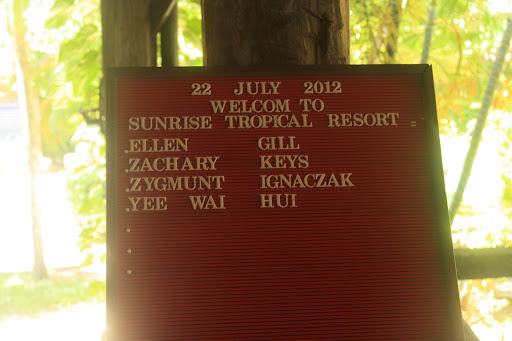 22 JULY 2012
WELCOM TO
SUNRISE TROPICAL RESORT =
.ELLEN GILL
.ZACHARY KEYS
.ZYGMUNT IGNACZAK
.YEE WAI HUI
.
.
.